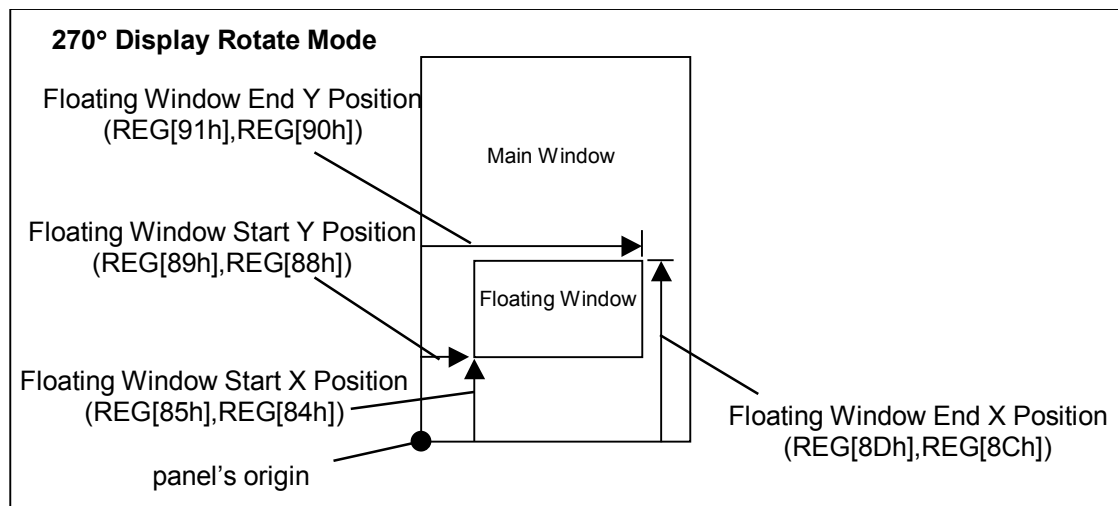 270° Display Rotate Mode
Floating Window End Y Position
(REG[91h],REG[90h])
Main Window
Floating Window Start Y Position
(REG[89h],REG[88h])
Floating Window
Floating Window Start X Position
(REG[85h],REG[84h])
Floating Window End X Position
(REG[8Dh],REG[8Ch])
panel's origin